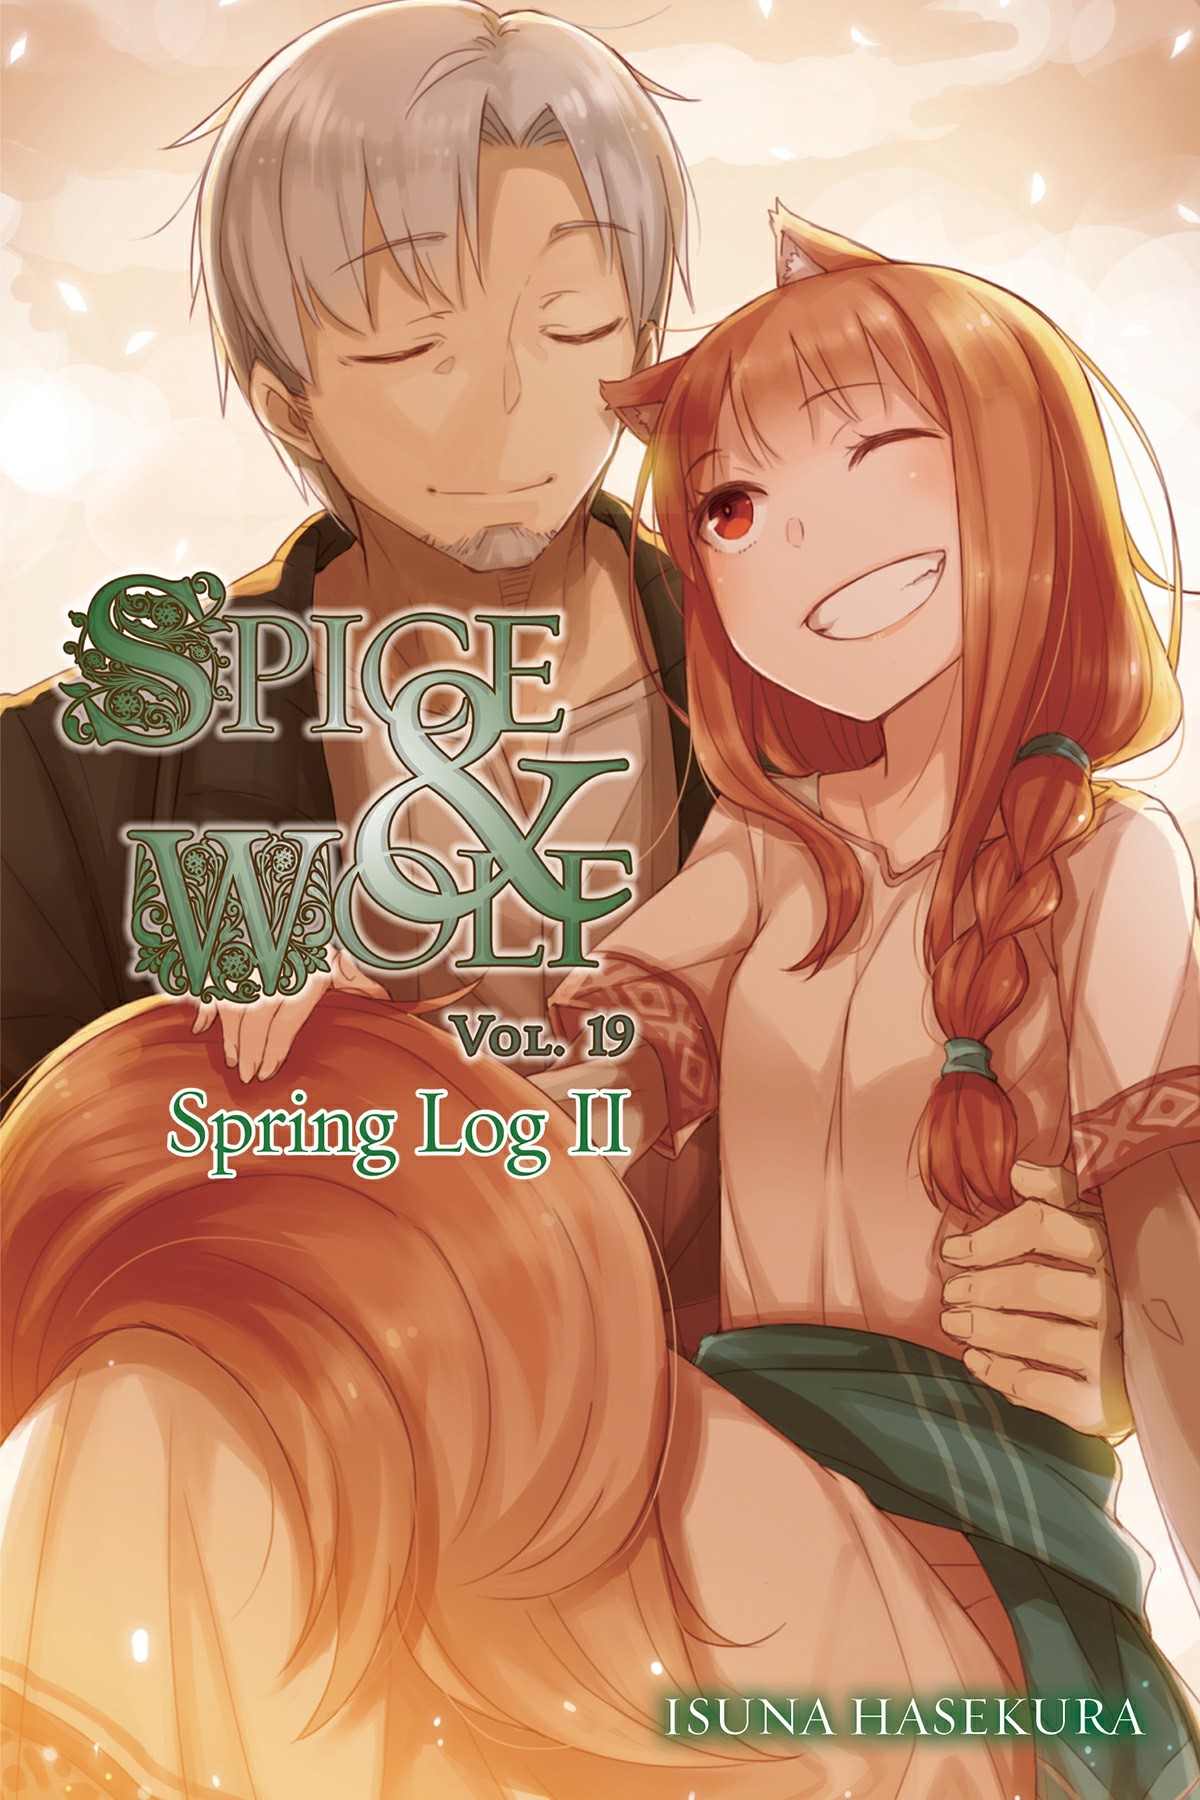 SPICE
&
WOLF
VOL. 19
Spring Log II
ISUNA HASEKURA